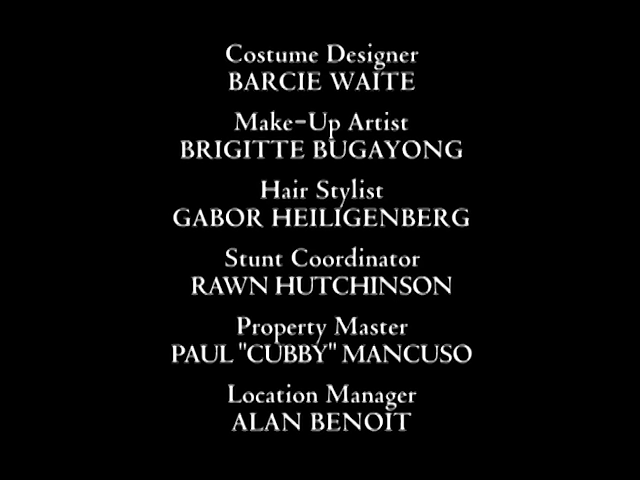 Costume Designer
BARCIE WAITE
Make-Up Artist
BRIGITTE BUGAYONG
Hair Stylist
GABOR HEILIGENBERG
Stunt Coordinator
RAWN HUTCHINSON
Property Master
PAUL "CUBBY" MANCUSO
Location Manager
ALAN BENOIT